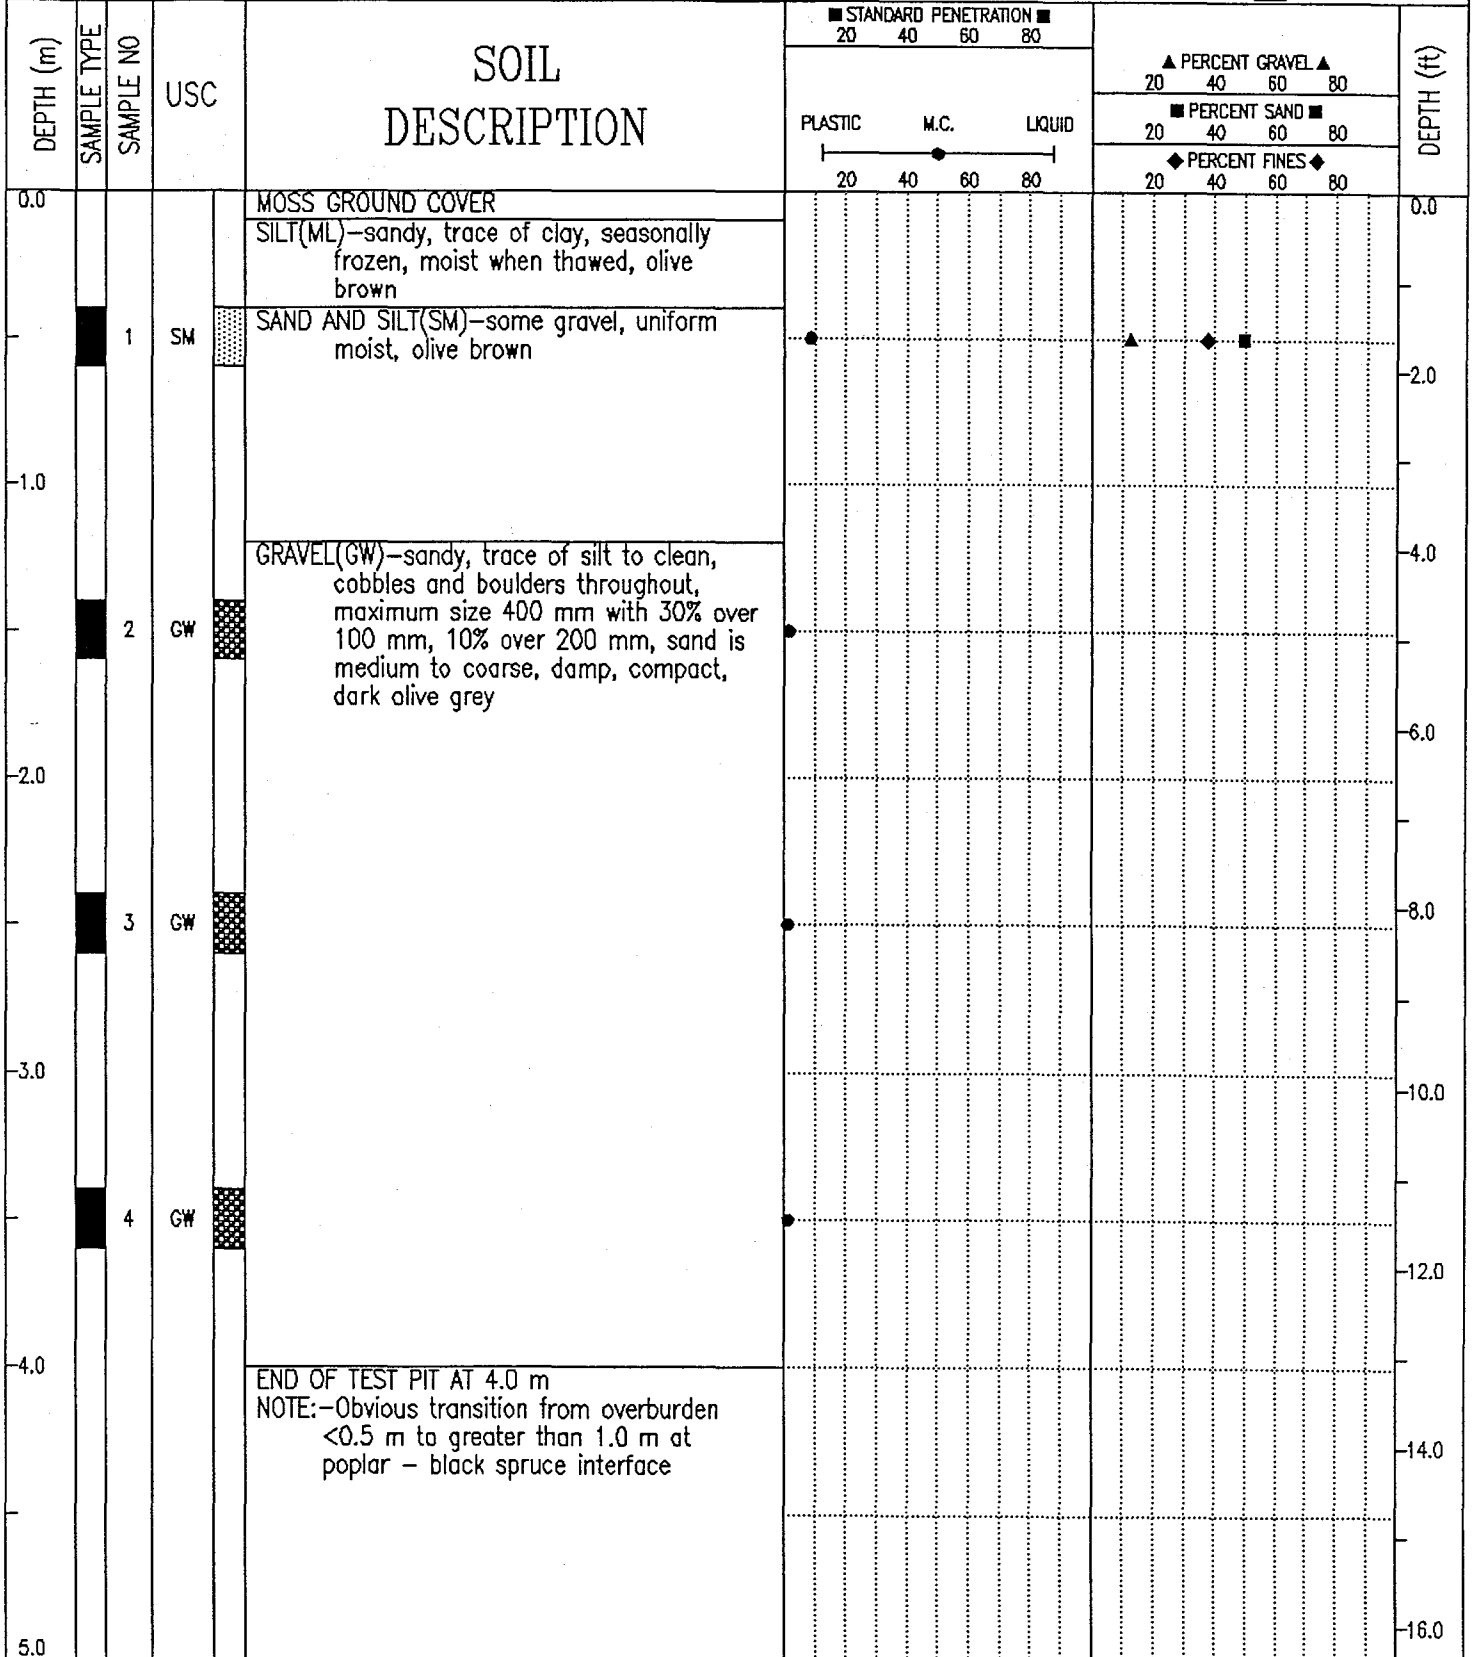 DEPTH (m)
SAMPLE TYPE
SAMPLE NO
USC
SOIL
DESCRIPTION
■ STANDARD PENETRATION ■
20 40 60 80
PLASTIC M.C. LIQUID
20 40 60 80
▲ PERCENT GRAVEL ▲
20 40 60 80
■ PERCENT SAND ■
20 40 60 80
◆ PERCENT FINES ◆
20 40 60 80
DEPTH (ft)
0.0
MOSS GROUND COVER
0.0
SILT(ML)-sandy, trace of clay, seasonally
frozen, moist when thawed, olive
brown
1 SM
SAND AND SILT(SM)-some gravel, uniform
moist, olive brown
2.0
1.0
GRAVEL(GW)-sandy, trace of silt to clean,
cobbles and boulders throughout,
maximum size 400 mm with 30% over
100 mm, 10% over 200 mm, sand is
medium to coarse, damp, compact,
dark olive grey
4.0
2 GW
6.0
2.0
3 GW
8.0
3.0
10.0
4 GW
12.0
4.0
END OF TEST PIT AT 4.0 m
NOTE:-Obvious transition from overburden
<0.5 m to greater than 1.0 m at
poplar - black spruce interface
14.0
16.0
5.0